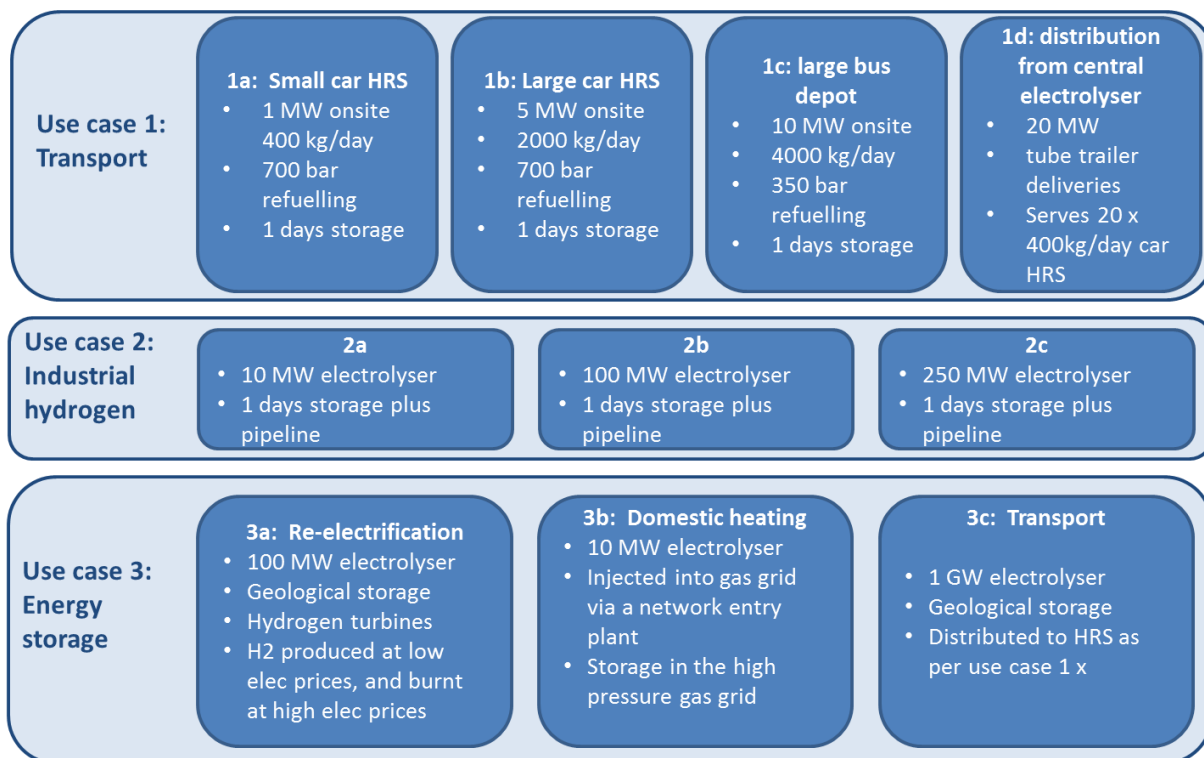 Use case 1:
Transport
1a: Small car HRS
• 1 MW onsite
400 kg/day
• 700 bar
refuelling
• 1 days storage
1b: Large car HRS
• 5 MW onsite
• 2000 kg/day
• 700 bar
refuelling
• 1 days storage
1c: large bus
depot
• 10 MW onsite
• 4000 kg/day
• 350 bar
refuelling
• 1 days storage
1d: distribution
from central
electrolyser
• 20 MW
• tube trailer
deliveries
• Serves 20 x
400kg/day car
HRS
Use case 2:
Industrial
hydrogen
2a
• 10 MW electrolyser
• 1 days storage plus
pipeline
2b
• 100 MW electrolyser
• 1 days storage plus
pipeline
2c
• 250 MW electrolyser
• 1 days storage plus
pipeline
Use case 3:
Energy
storage
3a: Re-electrification
• 100 MW electrolyser
• Geological storage
• Hydrogen turbines
• H2 produced at low
elec prices, and burnt
at high elec prices
3b: Domestic heating
• 10 MW electrolyser
• Injected into gas grid
via a network entry
plant
• Storage in the high
pressure gas grid
3c: Transport
• 1 GW electrolyser
• Geological storage
• Distributed to HRS as
per use case 1 x